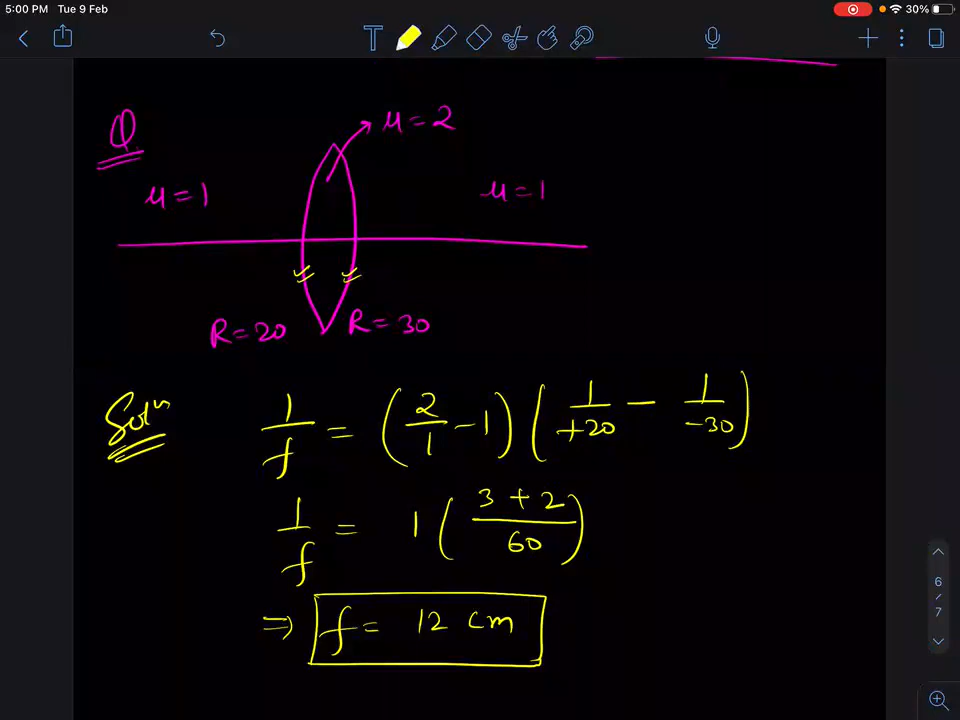 5:00 PM Tue 9 Feb 30%
T
Q
μ = 2
μ = 1 μ = 1
R = 20 R = 30
Solⁿ 1/f = (2/1 - 1) (1/+20 - 1/-30)
1/f = 1 (3 + 2/60)
⇒ f = 12 cm
6
/
7